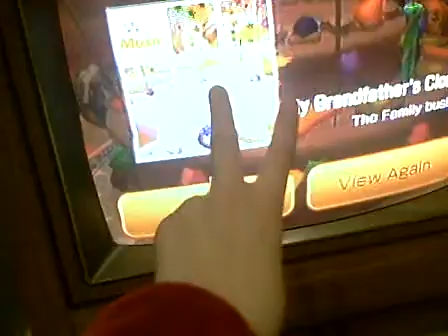 Music
y Grandfather's Clo
The Family bus
View Again